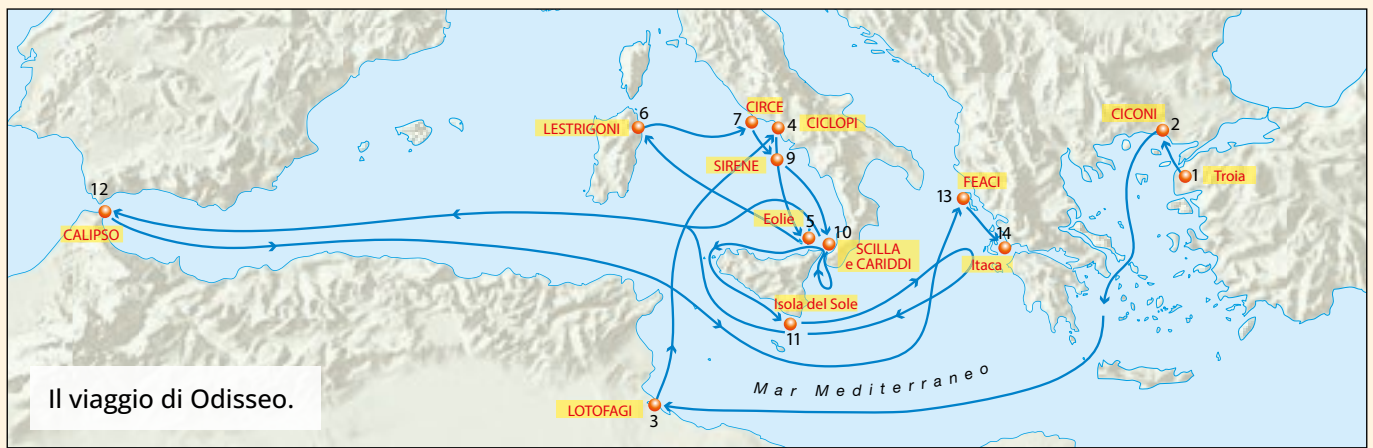 CIRCE
7
4
CICLOPI
6
LESTRIGONI
SIRENE
9
CICONI
2
1
Troia
12
CALIPSO
FEACI
13
14
Itaca
Eolie
5
10
SCILLA
e CARIDDI
Isola del Sole
11
Mar Mediterraneo
LOTOFAGI
3
Il viaggio di Odisseo.